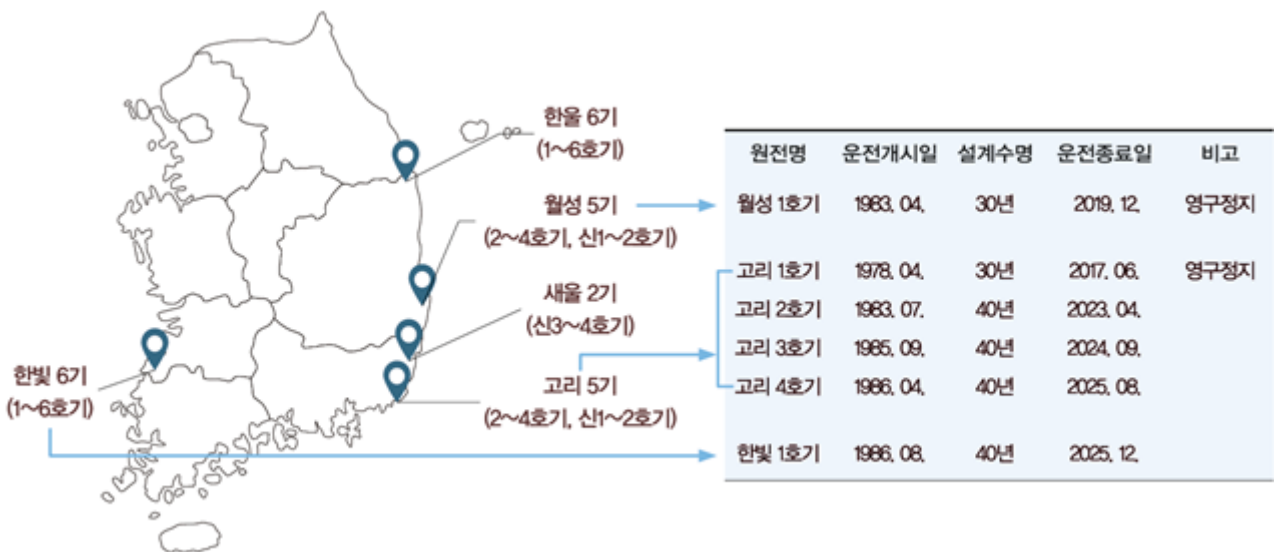 한울 6기
(1~6호기)
월성 5기
(2~4호기, 신1~2호기)
새울 2기
(신3~4호기)
고리 5기
(2~4호기, 신1~2호기)
한빛 6기
(1~6호기)
원전명 운전개시일 설계수명 운전종료일 비고
월성 1호기 1983. 04. 30년 2019. 12. 영구정지
고리 1호기 1978. 04. 30년 2017. 06. 영구정지
고리 2호기 1983. 07. 40년 2023. 04.
고리 3호기 1985. 09. 40년 2024. 09.
고리 4호기 1986. 04. 40년 2025. 08.
한빛 1호기 1986. 08. 40년 2025. 12.